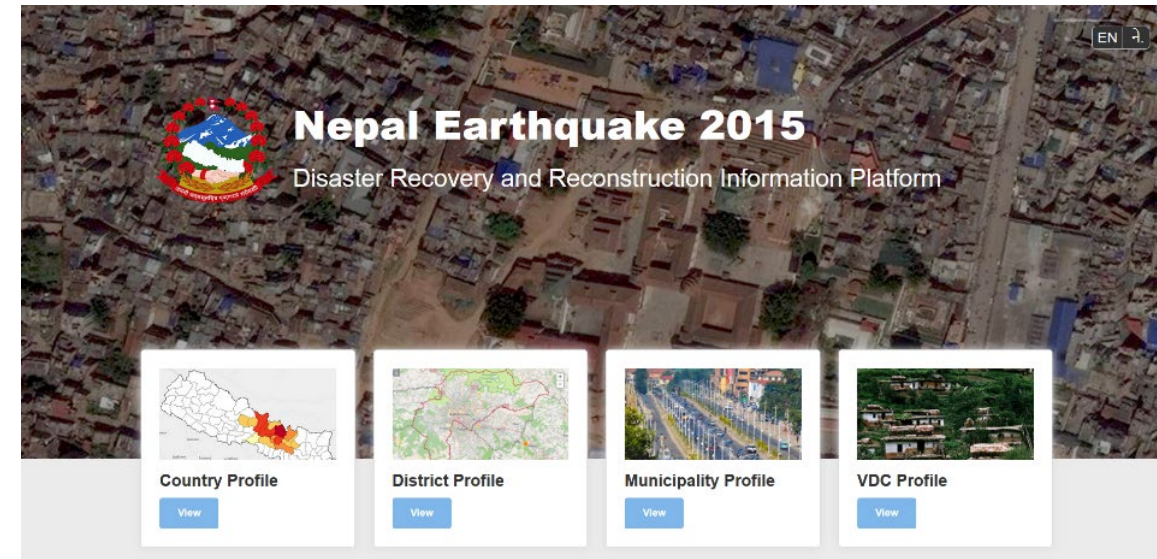 EN ने.
Nepal Earthquake 2015
Disaster Recovery and Reconstruction Information Platform
Country Profile
District Profile
Municipality Profile
VDC Profile
View
View
View
View